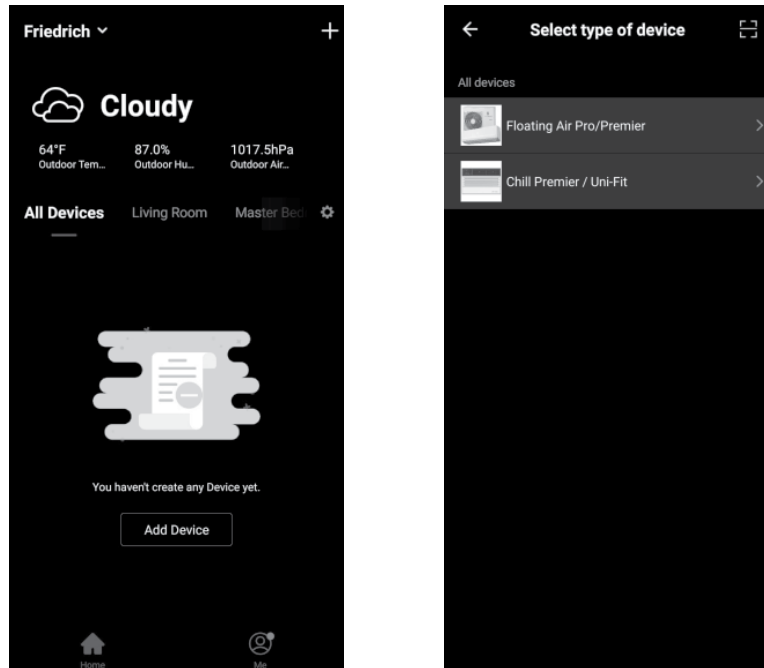 Friedrich
Cloudy
64°F 87.0% 1017.5hPa
Outdoor Tem... Outdoor Hu... Outdoor Air...
All Devices Living Room Master Bed
You haven't create any Device yet.
Add Device
Home Me
Select type of device
All devices
Floating Air Pro/Premier
Chill Premier / Uni-Fit